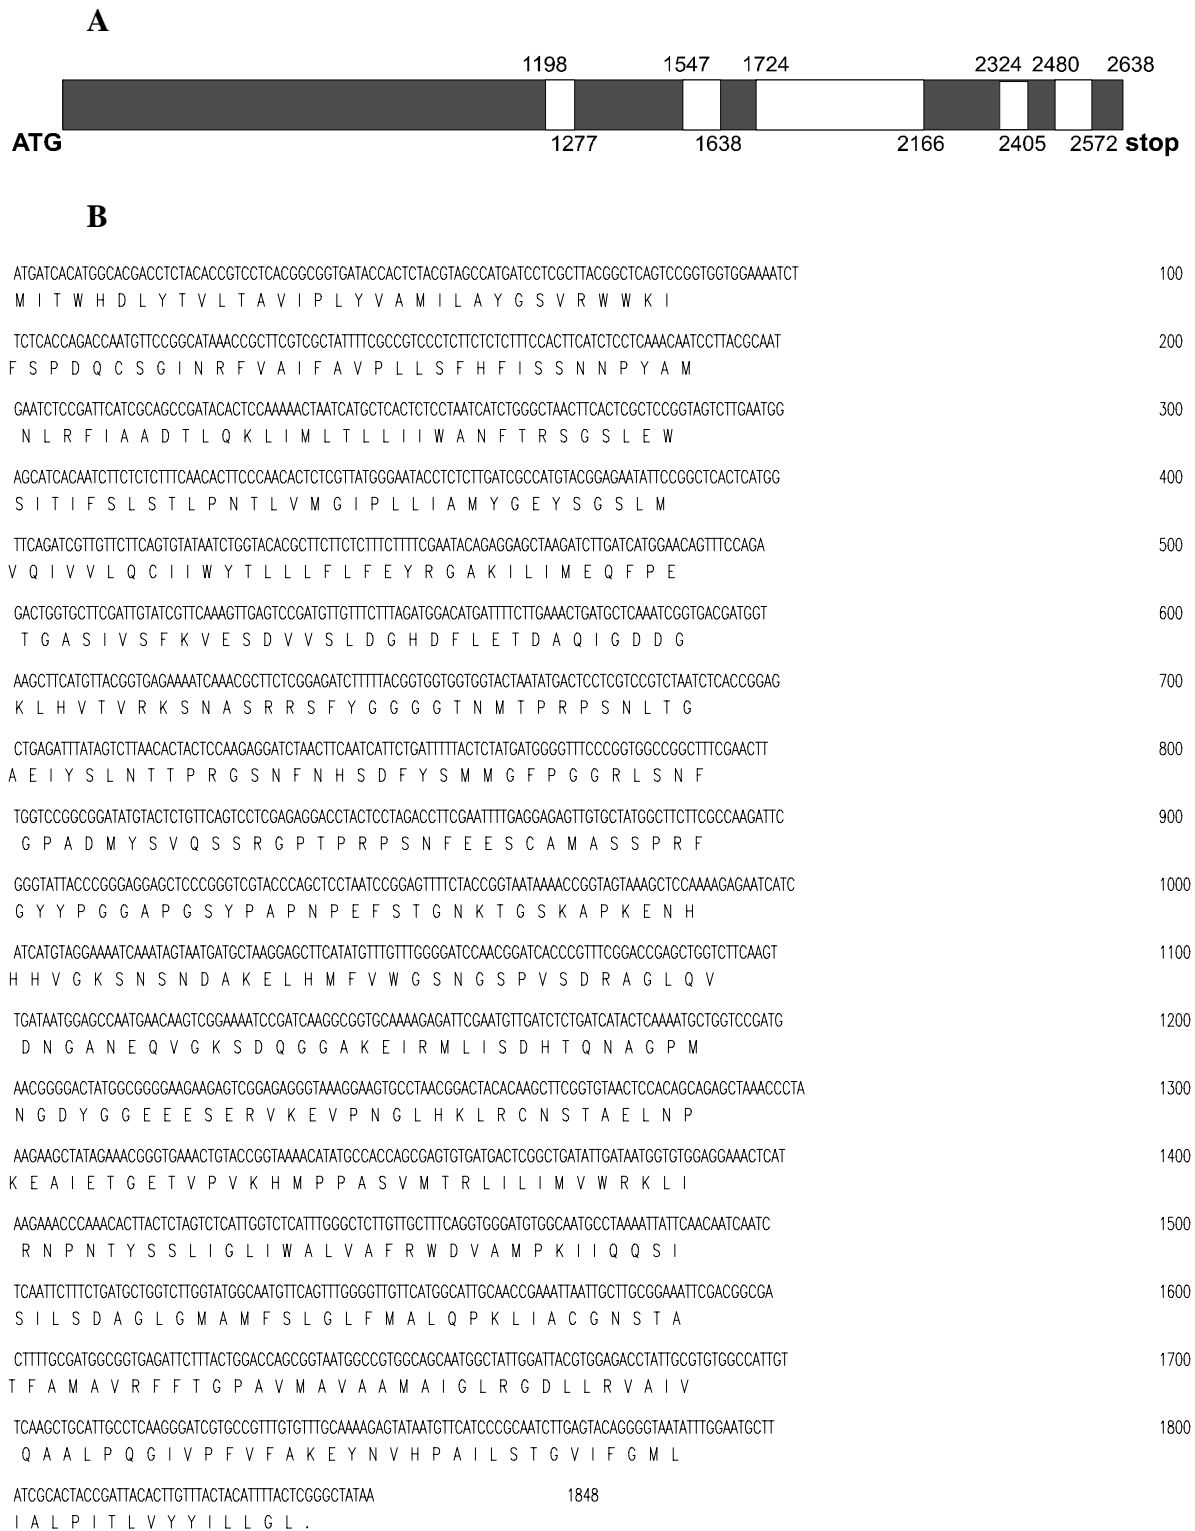 A
1198 1547 1724 2324 2480 2638
ATG 1277 1638 2166 2405 2572 stop
B
ATGATCACATGGCACGACCTCTACACCGTCCTCACGGCGGTGATACCACTCTACGTAGCCATGATCCTCGCTTACGGCTCAGTCCGGTGGTGGAAAATCT 100
M I T W H D L Y T V L T A V I P L Y V A M I L A Y G S V R W W K I
TCTCACCAGACCAATGTTCCGGCATAAACCGCTTCGTCGCTATTTTCGCCGTCCCTCTTCTCTCTTTCCACTTCATCTCCTCAAACAATCCTTACGCAAT 200
F S P D Q C S G I N R F V A I F A V P L L S F H F I S S N N P Y A M
GAATCTCCGATTCATCGCAGCCGATACACTCCAAAAACTAATCATGCTCACTCTCCTAATCATCTGGGCTAACTTCACTCGCTCCGGTAGTCTTGAATGG 300
N L R F I A A D T L Q K L I M L T L L I I W A N F T R S G S L E W
AGCATCACAATCTTCTCTCTTTCAACACTTCCCAACACTCTCGTTATGGGAATACCTCTCTTGATCGCCATGTACGGAGAATATTCCGGCTCACTCATGG 400
S I T I F S L S T L P N T L V M G I P L L I A M Y G E Y S G S L M
TTCAGATCGTTGTTCTTCAGTGTATAATCTGGTACACGCTTCTTCTCTTTCTTTTCGAATACAGAGGAGCTAAGATCTTGATCATGGAACAGTTTCCAGA 500
V Q I V V L Q C I I W Y T L L L F L F E Y R G A K I L I M E Q F P E
GACTGGTGCTTCGATTGTATCGTTCAAAGTTGAGTCCGATGTTGTTTCTTTAGATGGACATGATTTTCTTGAAACTGATGCTCAAATCGGTGACGATGGT 600
T G A S I V S F K V E S D V V S L D G H D F L E T D A Q I G D D G
AAGCTTCATGTTACGGTGAGAAAATCAAACGCTTCTCGGAGATCTTTTTACGGTGGTGGTGGTACTAATATGACTCCTCGTCCGTCTAATCTCACCGGAG 700
K L H V T V R K S N A S R R S F Y G G G G T N M T P R P S N L T G
CTGAGATTTATAGTCTTAACACTACTCCAAGAGGATCTAACTTCAATCATTCTGATTTTTACTCTATGATGGGGTTTCCCGGTGGCCGGCTTTCGAACTT 800
A E I Y S L N T T P R G S N F N H S D F Y S M M G F P G G R L S N F
TGGTCCGGCGGATATGTACTCTGTTCAGTCCTCGAGAGGACCTACTCCTAGACCTTCGAATTTTGAGGAGAGTTGTGCTATGGCTTCTTCGCCAAGATTC 900
G P A D M Y S V Q S S R G P T P R P S N F E E S C A M A S S P R F
GGGTATTACCCGGGAGGAGCTCCCGGGTCGTACCCAGCTCCTAATCCGGAGTTTTCTACCGGTAATAAAACCGGTAGTAAAGCTCCAAAAGAGAATCATC 1000
G Y Y P G G A P G S Y P A P N P E F S T G N K T G S K A P K E N H
ATCATGTAGGAAAATCAAATAGTAATGATGCTAAGGAGCTTCATATGTTTGTTTGGGGATCCAACGGATCACCCGTTTCGGACCGAGCTGGTCTTCAAGT 1100
H H V G K S N S N D A K E L H M F V W G S N G S P V S D R A G L Q V
TGATAATGGAGCCAATGAACAAGTCGGAAAATCCGATCAAGGCGGTGCAAAAGAGATTCGAATGTTGATCTCTGATCATACTCAAAATGCTGGTCCGATG 1200
D N G A N E Q V G K S D Q G G A K E I R M L I S D H T Q N A G P M
AACGGGGACTATGGCGGGGAAGAAGAGTCGGAGAGGGTAAAGGAAGTGCCTAACGGACTACACAAGCTTCGGTGTAACTCCACAGCAGAGCTAAACCCTA 1300
N G D Y G G E E E S E R V K E V P N G L H K L R C N S T A E L N P
AAGAAGCTATAGAAACGGGTGAAACTGTACCGGTAAAACATATGCCACCAGCGAGTGTGATGACTCGGCTGATATTGATAATGGTGTGGAGGAAACTCAT 1400
K E A I E T G E T V P V K H M P P A S V M T R L I L I M V W R K L I
AAGAAACCCAAACACTTACTCTAGTCTCATTGGTCTCATTTGGGCTCTTGTTGCTTTCAGGTGGGATGTGGCAATGCCTAAAATTATTCAACAATCAATC 1500
R N P N T Y S S L I G L I W A L V A F R W D V A M P K I I Q Q S I
TCAATTCTTTCTGATGCTGGTCTTGGTATGGCAATGTTCAGTTTGGGGTTGTTCATGGCATTGCAACCGAAATTAATTGCTTGCGGAAATTCGACGGCGA 1600
S I L S D A G L G M A M F S L G L F M A L Q P K L I A C G N S T A
CTTTTGCGATGGCGGTGAGATTCTTTACTGGACCAGCGGTAATGGCCGTGGCAGCAATGGCTATTGGATTACGTGGAGACCTATTGCGTGTGGCCATTGT 1700
T F A M A V R F F T G P A V M A V A A M A I G L R G D L L R V A I V
TCAAGCTGCATTGCCTCAAGGGATCGTGCCGTTTGTGTTTGCAAAAGAGTATAATGTTCATCCCGCAATCTTGAGTACAGGGGTAATATTTGGAATGCTT 1800
Q A A L P Q G I V P F V F A K E Y N V H P A I L S T G V I F G M L
ATCGCACTACCGATTACACTTGTTTACTACATTTTACTCGGGCTATAA 1848
I A L P I T L V Y Y I L L G L .